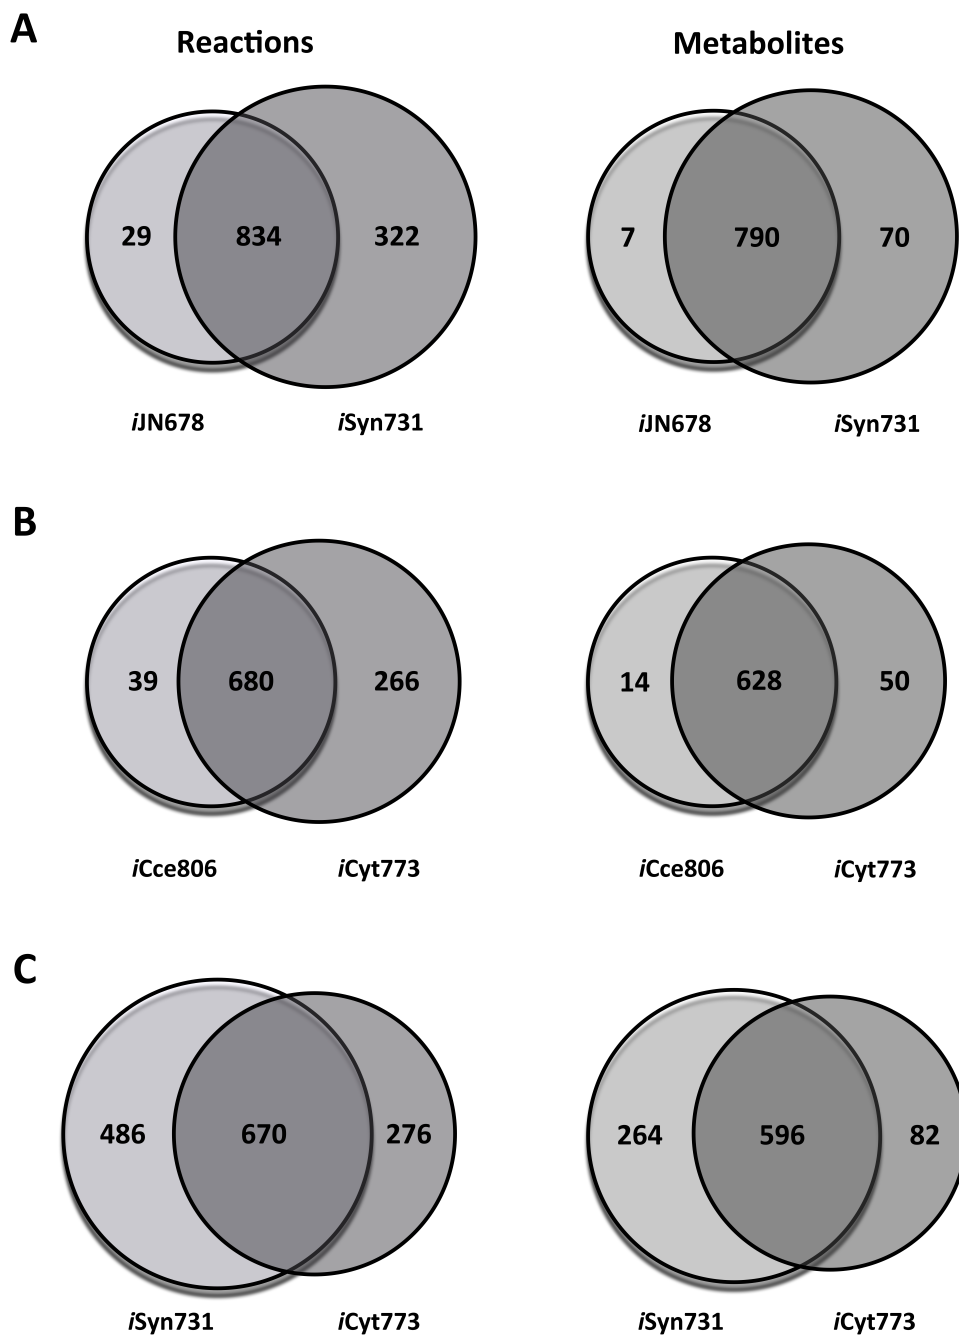 A
Reactions
Metabolites
29 834 322
7 790 70
iJN678 iSyn731
iJN678 iSyn731
B
39 680 266
14 628 50
iCce806 iCyt773
iCce806 iCyt773
C
486 670 276
264 596 82
iSyn731 iCyt773
iSyn731 iCyt773